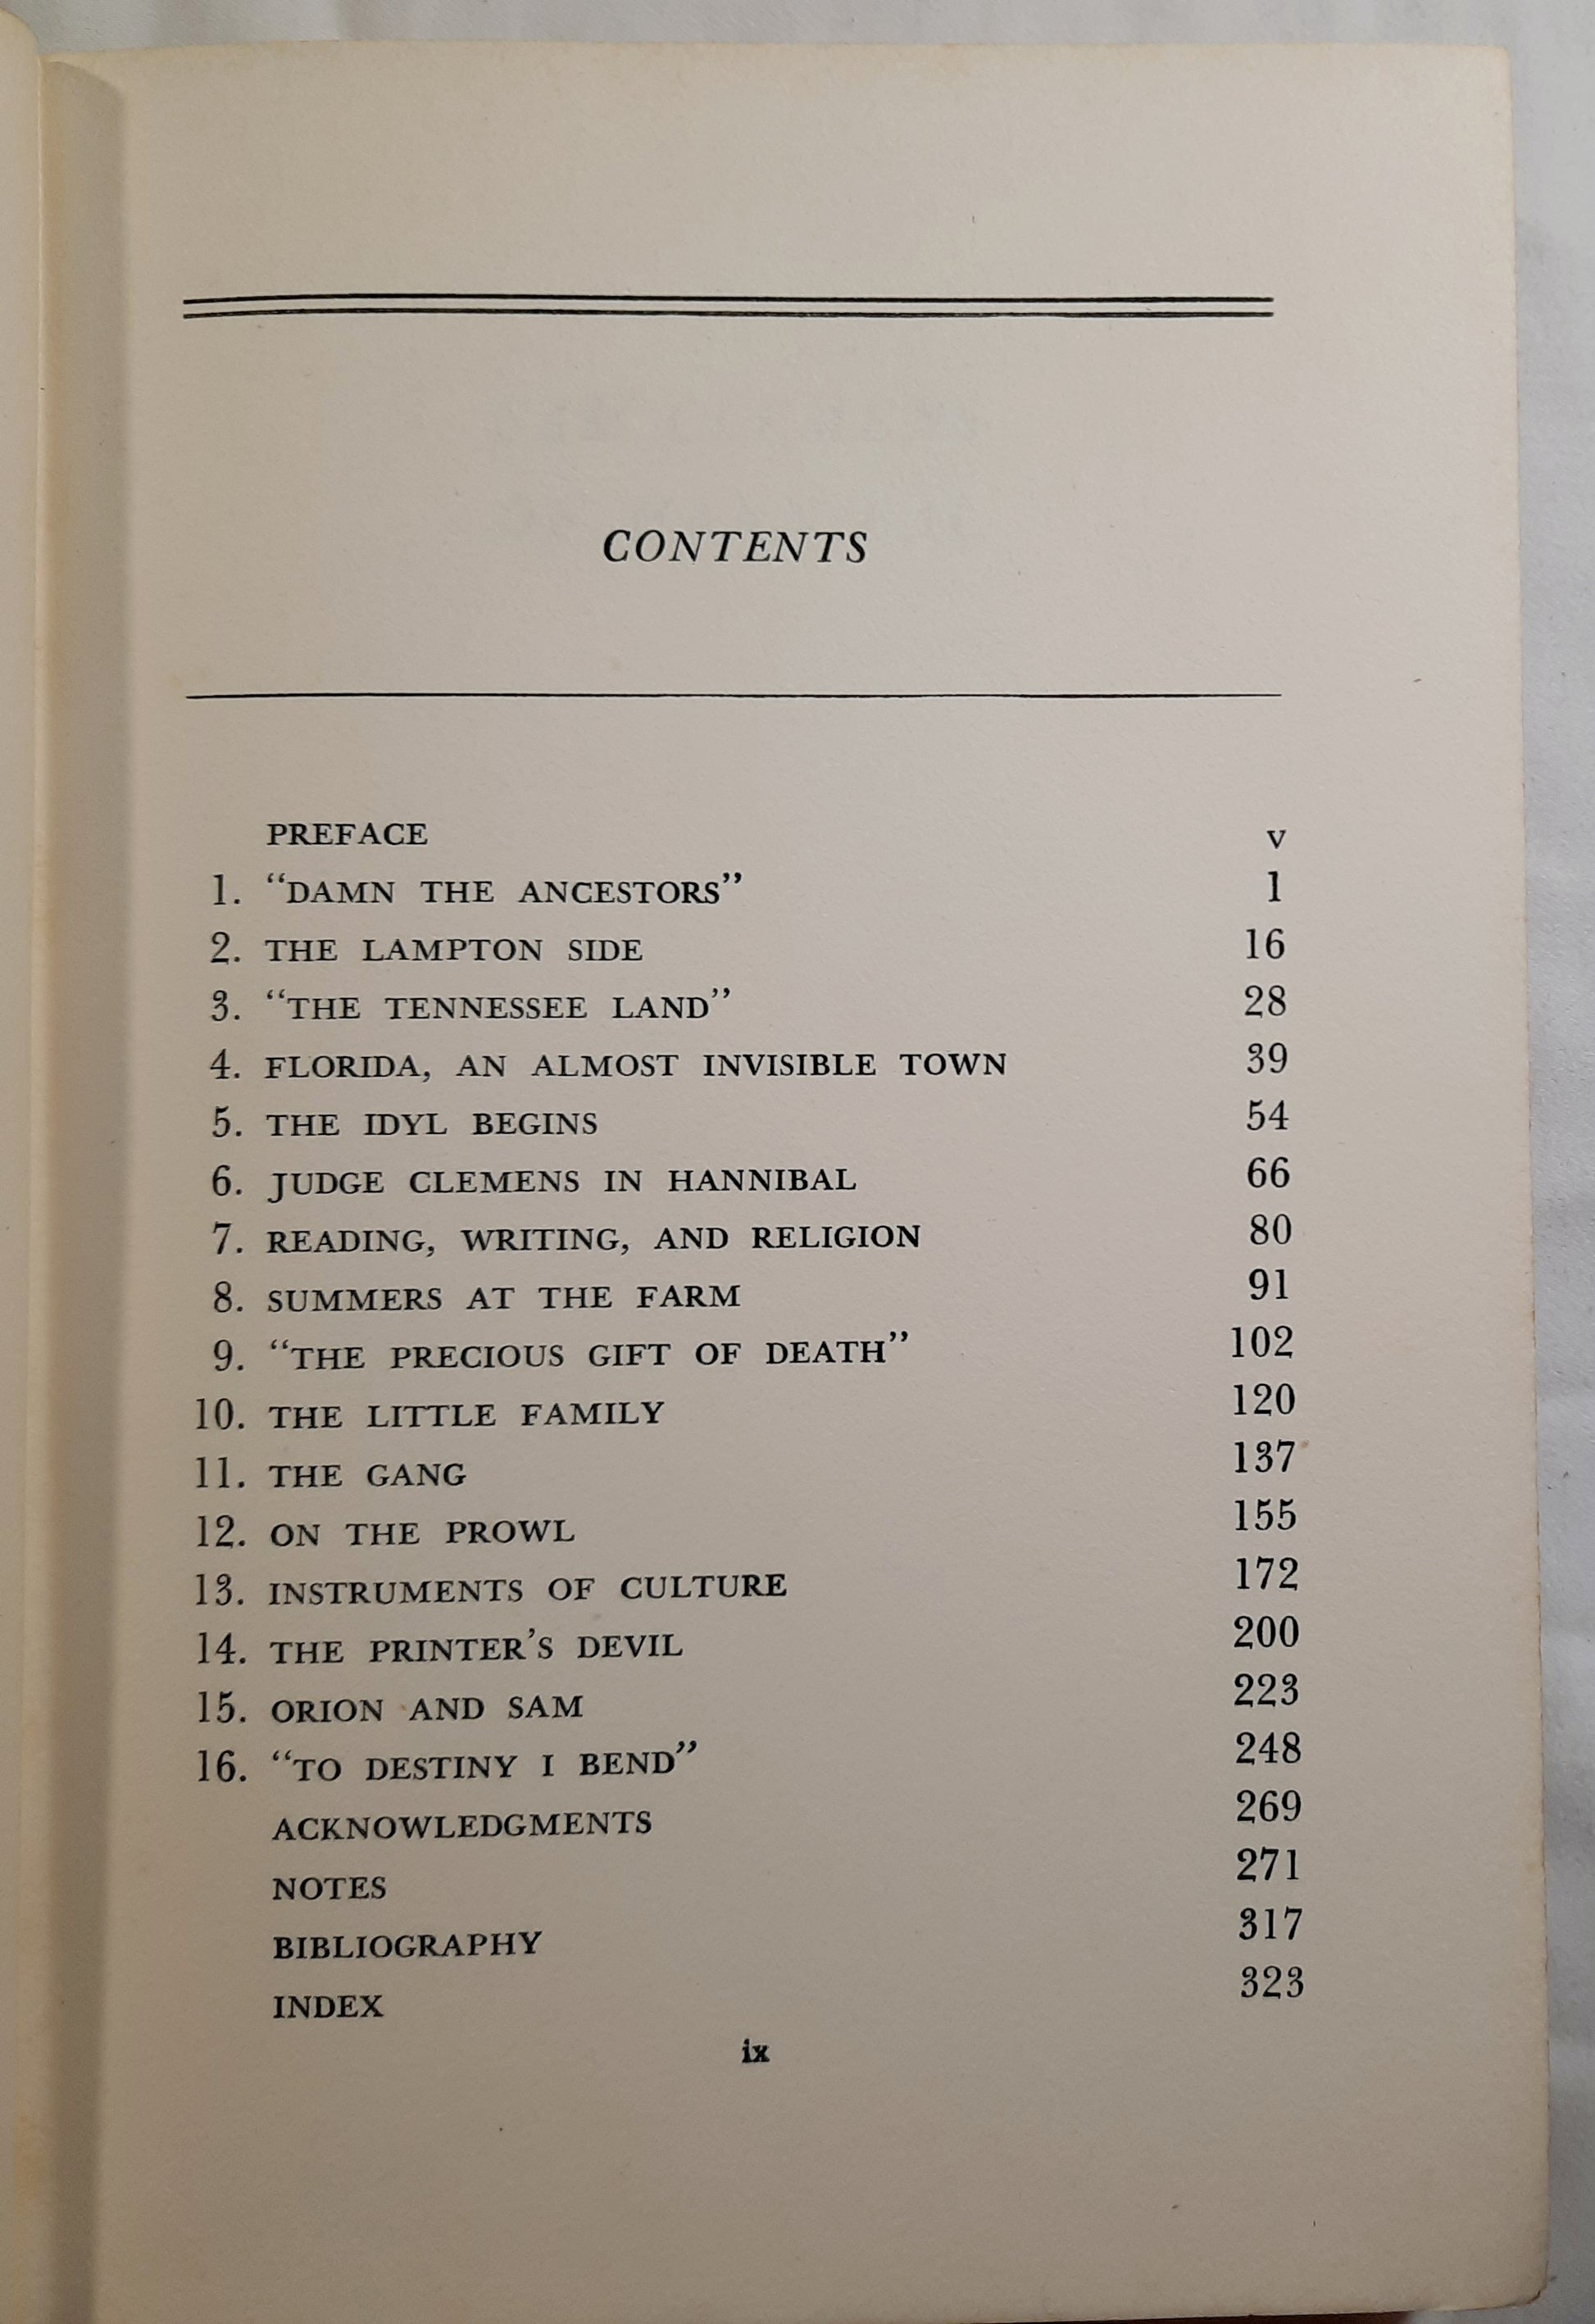 CONTENTS
PREFACE v
1. “DAMN THE ANCESTORS” 1
2. THE LAMPTON SIDE 16
3. “THE TENNESSEE LAND” 28
4. FLORIDA, AN ALMOST INVISIBLE TOWN 39
5. THE IDYL BEGINS 54
6. JUDGE CLEMENS IN HANNIBAL 66
7. READING, WRITING, AND RELIGION 80
8. SUMMERS AT THE FARM 91
9. “THE PRECIOUS GIFT OF DEATH” 102
10. THE LITTLE FAMILY 120
11. THE GANG 137
12. ON THE PROWL 155
13. INSTRUMENTS OF CULTURE 172
14. THE PRINTER’S DEVIL 200
15. ORION AND SAM 223
16. “TO DESTINY I BEND” 248
ACKNOWLEDGMENTS 269
NOTES 271
BIBLIOGRAPHY 317
INDEX 323
ix